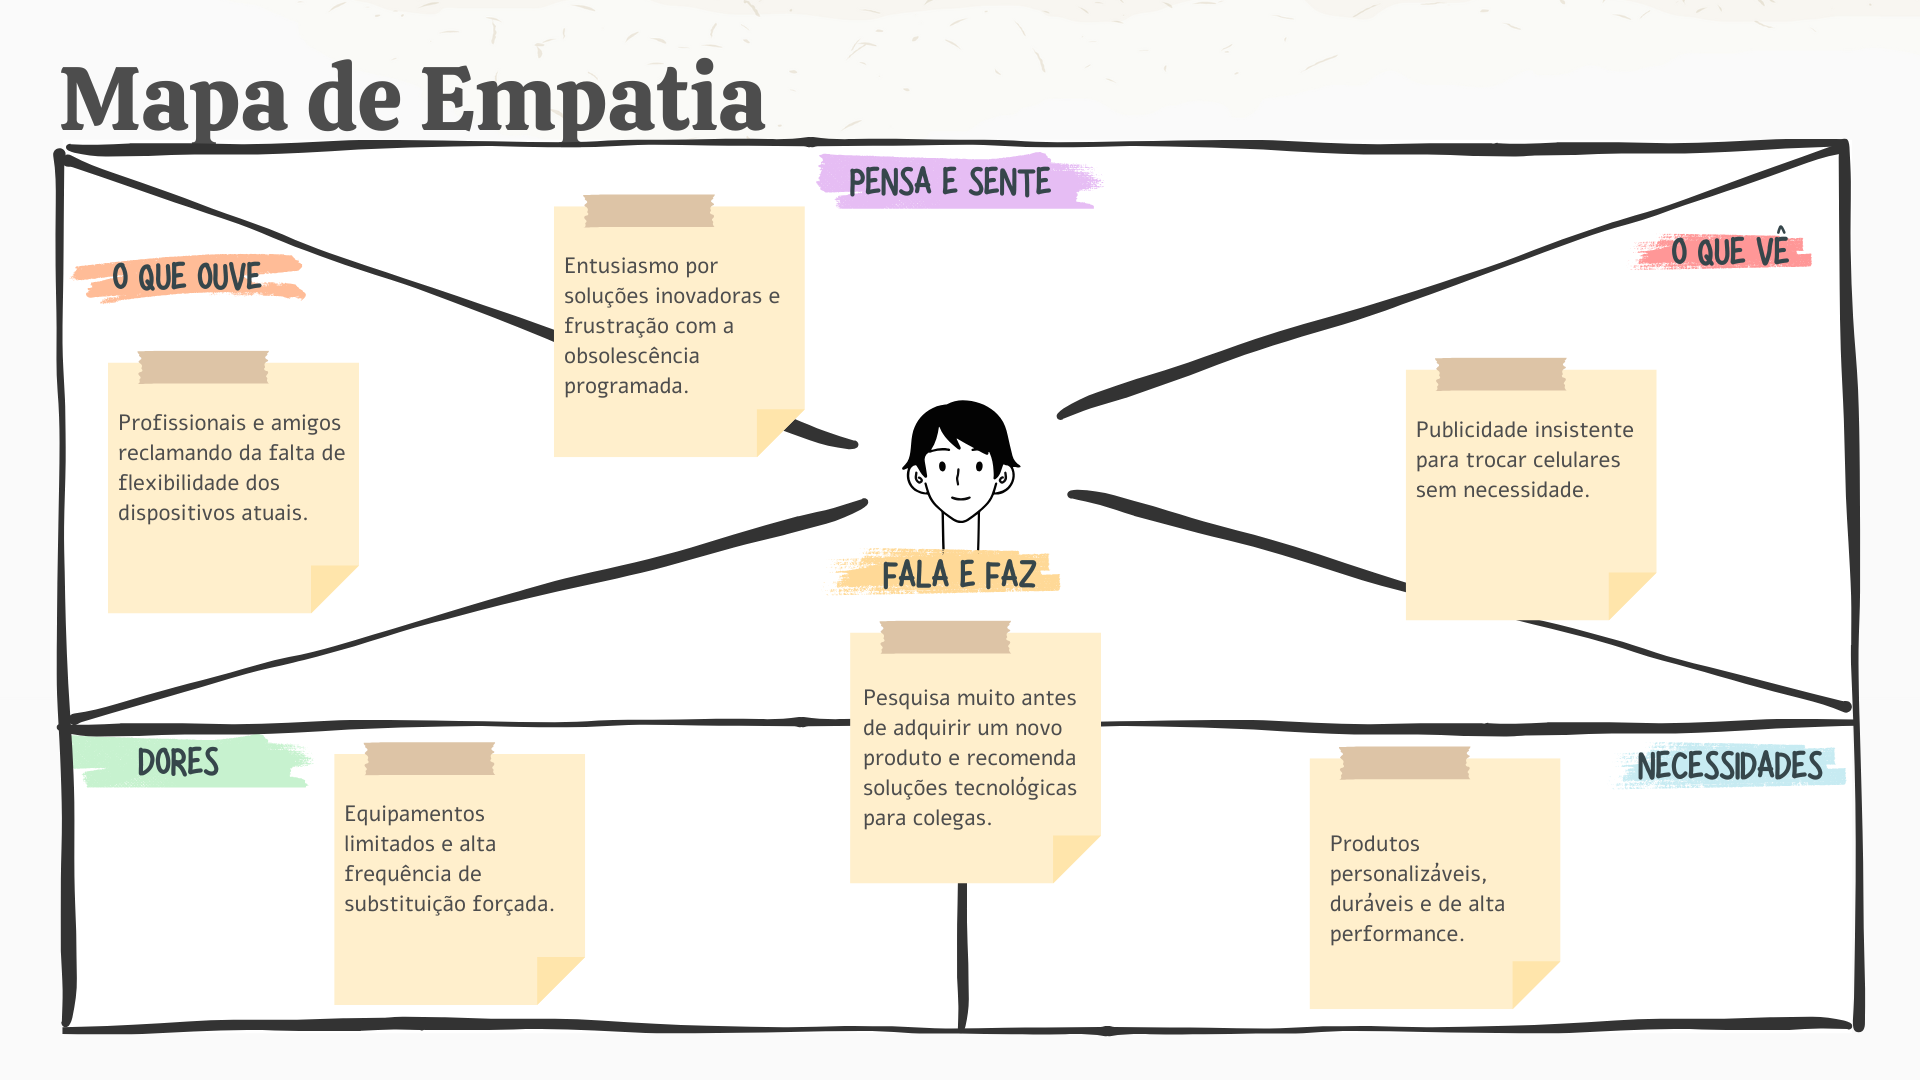 Mapa de Empatia
PENSA E SENTE
Entusiasmo por
soluções inovadoras e
frustração com a
obsolescência
programada.
O QUE OUVE
Profissionais e amigos
reclamando da falta de
flexibilidade dos
dispositivos atuais.
O QUE VÊ
Publicidade insistente
para trocar celulares
sem necessidade.
FALA E FAZ
Pesquisa muito antes
de adquirir um novo
produto e recomenda
soluções tecnológicas
para colegas.
DORES
Equipamentos
limitados e alta
frequência de
substituição forçada.
NECESSIDADES
Produtos
personalizáveis,
duráveis e de alta
performance.